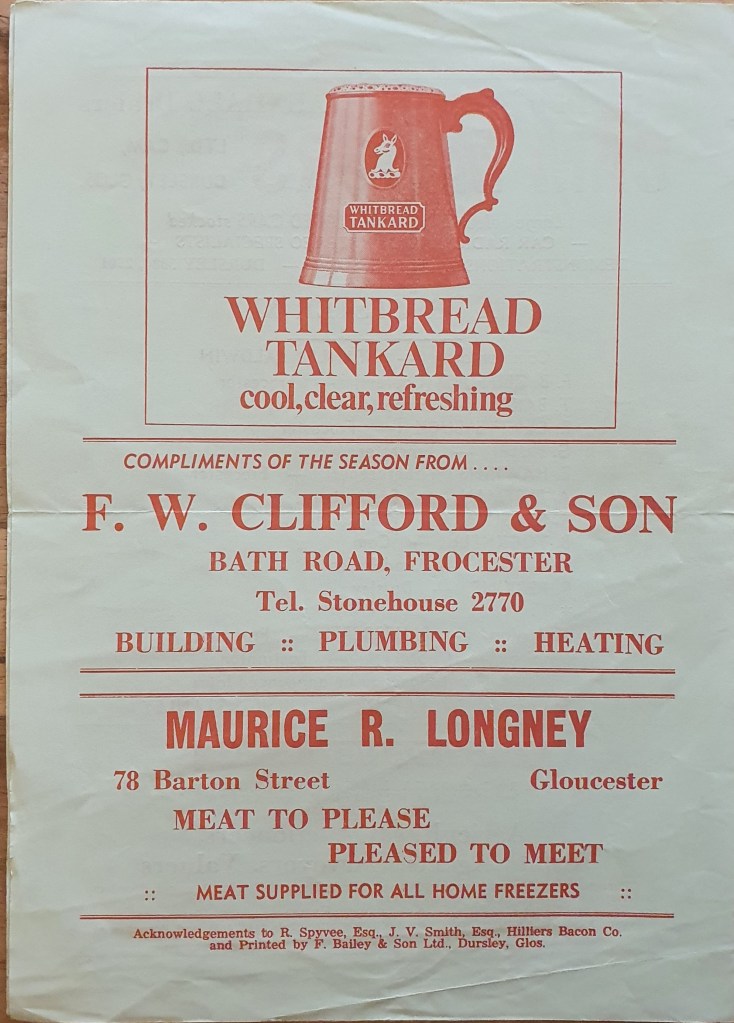 WHITBREAD
TANKARD
WHITBREAD
TANKARD
cool, clear, refreshing
COMPLIMENTS OF THE SEASON FROM . . . .
F. W. CLIFFORD & SON
BATH ROAD, FROCESTER
Tel. Stonehouse 2770
BUILDING :: PLUMBING :: HEATING
MAURICE R. LONGNEY
78 Barton Street Gloucester
MEAT TO PLEASE
PLEASED TO MEET
:: MEAT SUPPLIED FOR ALL HOME FREEZERS ::
Acknowledgements to R. Spyvee, Esq., J. V. Smith, Esq., Hilliers Bacon Co.
and Printed by F. Bailey & Son Ltd., Dursley, Glos.